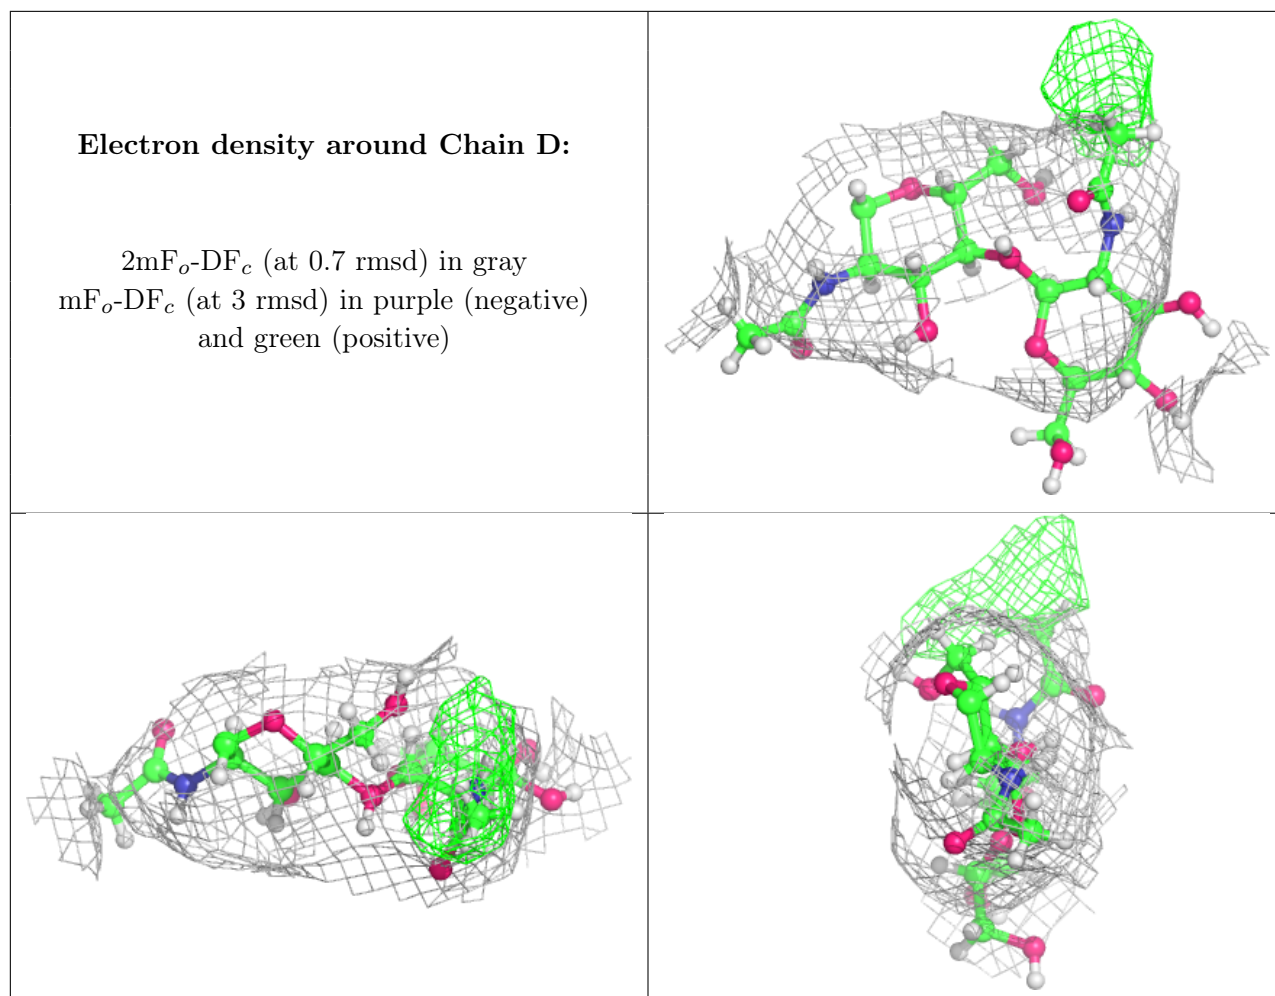 Electron density around Chain D:
2mFo-DFc (at 0.7 rmsd) in gray
mFo-DFc (at 3 rmsd) in purple (negative)
and green (positive)